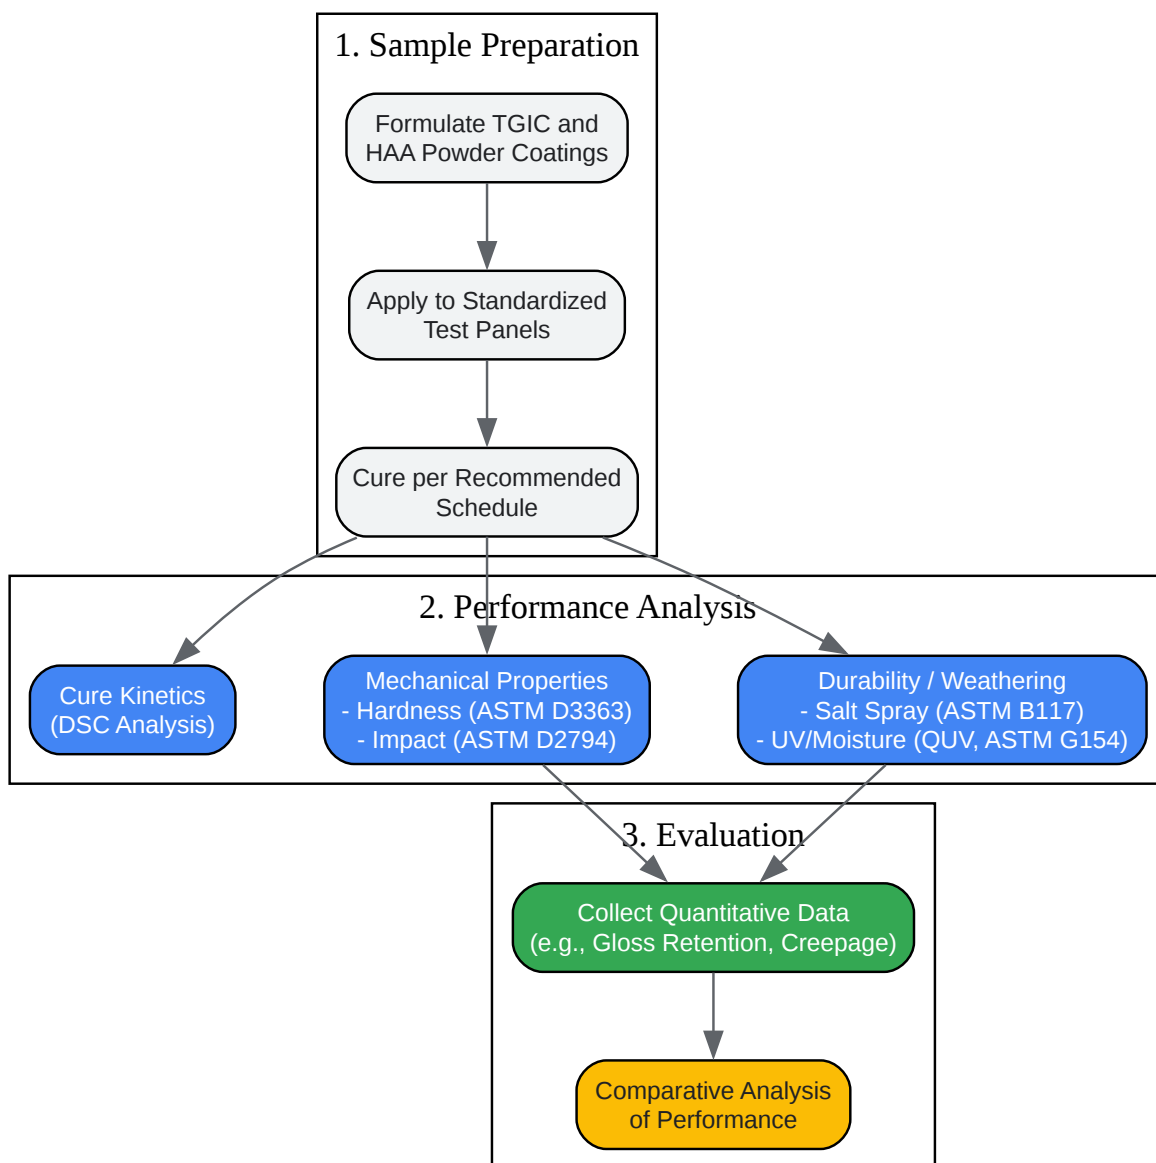 1. Sample Preparation
Formulate TGIC and
HAA Powder Coatings
Apply to Standardized
Test Panels
Cure per Recommended
Schedule
2. Performance Analysis
Cure Kinetics
(DSC Analysis)
Mechanical Properties
- Hardness (ASTM D3363)
- Impact (ASTM D2794)
Durability / Weathering
- Salt Spray (ASTM B117)
- UV/Moisture (QUV, ASTM G154)
3. Evaluation
Collect Quantitative Data
(e.g., Gloss Retention, Creepage)
Comparative Analysis
of Performance